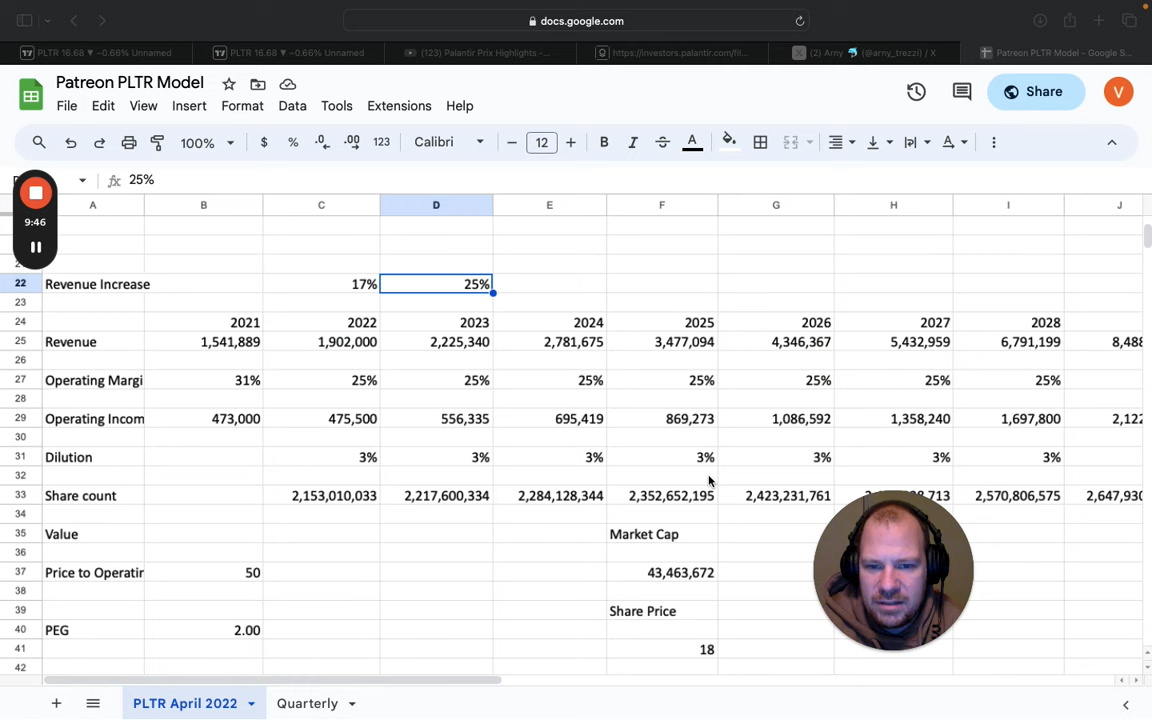 docs.google.com
PLTR 16.68 ▼ −0.66% Unnamed
PLTR 16.68 ▼ −0.66% Unnamed
(123) Palantir Prix Highlights -...
https://investors.palantir.com/fil...
(2) Arny 🐬 (@arny_trezzi) / X
Patreon PLTR Model - Google S...
Patreon PLTR Model
File Edit View Insert Format Data Tools Extensions Help
Share
V
100% $ % .0 .00 123 Calibri − 12 + B I S A
fx 25%
9:46
A B C D E F G H I J
22 Revenue Increase 17% 25%
23
24 2021 2022 2023 2024 2025 2026 2027 2028
25 Revenue 1,541,889 1,902,000 2,225,340 2,781,675 3,477,094 4,346,367 5,432,959 6,791,199 8,488
26
27 Operating Margi 31% 25% 25% 25% 25% 25% 25% 25%
28
29 Operating Incom 473,000 475,500 556,335 695,419 869,273 1,086,592 1,358,240 1,697,800 2,122
30
31 Dilution 3% 3% 3% 3% 3% 3% 3%
32
33 Share count 2,153,010,033 2,217,600,334 2,284,128,344 2,352,652,195 2,423,231,761 713 2,570,806,575 2,647,930
34
35 Value Market Cap
36
37 Price to Operatin 50 43,463,672
38
39 Share Price
40 PEG 2.00
41 18
42
PLTR April 2022 Quarterly